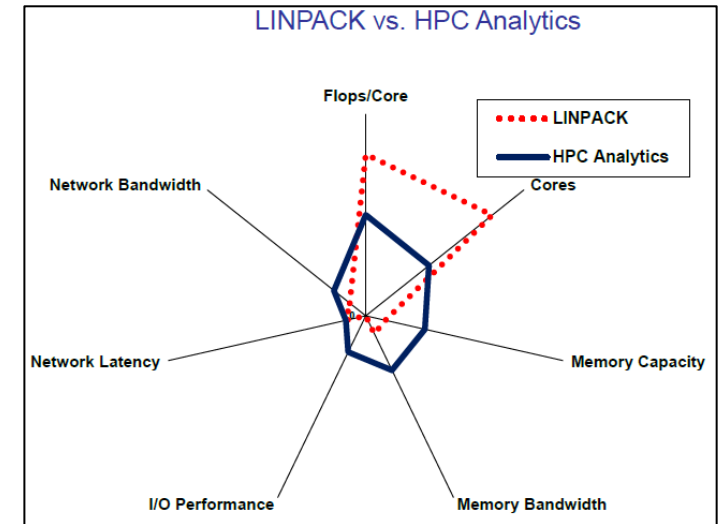 LINPACK vs. HPC Analytics
Flops/Core
LINPACK
HPC Analytics
Network Bandwidth
Cores
Network Latency
Memory Capacity
I/O Performance
Memory Bandwidth